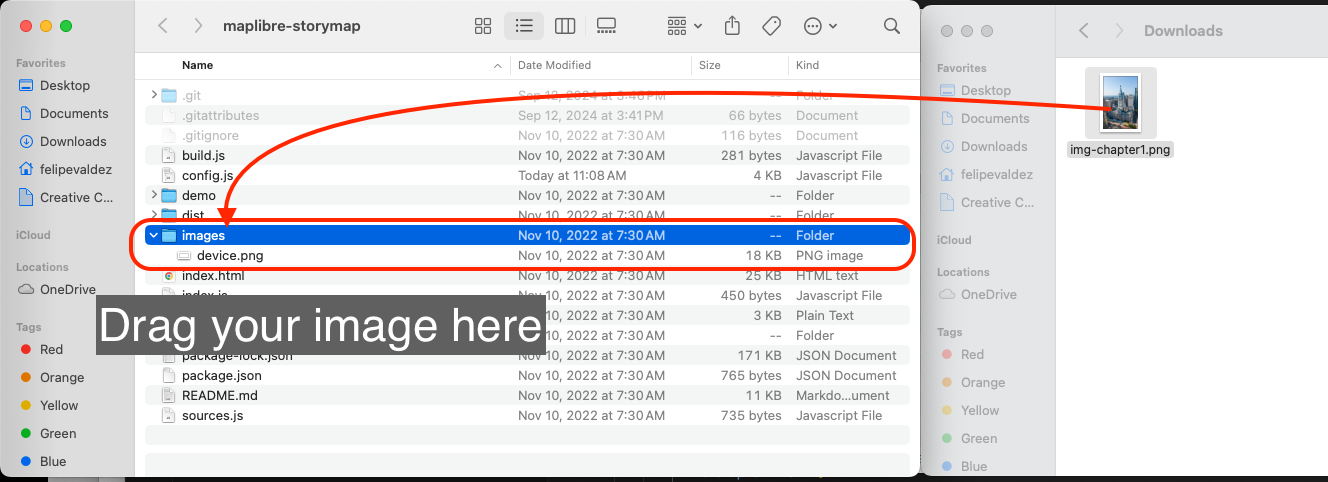 maplibre-storymap
Favorites
Desktop
Documents
Downloads
felipevaldez
Creative C...
iCloud
Locations
OneDrive
Tags
Red
Orange
Yellow
Green
Blue
Name Date Modified Size Kind
.git Sep 12, 2024 at 3:46 PM -- Folder
.gitattributes Sep 12, 2024 at 3:41 PM 66 bytes Document
.gitignore Nov 10, 2022 at 7:30 AM 116 bytes Document
build.js Nov 10, 2022 at 7:30 AM 281 bytes Javascript File
config.js Today at 11:08 AM 4 KB Javascript File
demo Nov 10, 2022 at 7:30 AM -- Folder
dist Nov 10, 2022 at 7:30 AM -- Folder
images Nov 10, 2022 at 7:30 AM -- Folder
device.png Nov 10, 2022 at 7:30 AM 18 KB PNG image
index.html Nov 10, 2022 at 7:30 AM 25 KB HTML text
index.js Nov 10, 2022 at 7:30 AM 450 bytes Javascript File
Nov 10, 2022 at 7:30 AM 3 KB Plain Text
Nov 10, 2022 at 7:30 AM -- Folder
package-lock.json Nov 10, 2022 at 7:30 AM 171 KB JSON Document
package.json Nov 10, 2022 at 7:30 AM 765 bytes JSON Document
README.md Nov 10, 2022 at 7:30 AM 11 KB Markdo...ument
sources.js Nov 10, 2022 at 7:30 AM 735 bytes Javascript File
Drag your image here
Downloads
Favorites
Desktop
Documents
Downloads
felipevaldez
Creative C...
iCloud
Locations
OneDrive
Tags
Red
Orange
Yellow
Green
Blue
img-chapter1.png